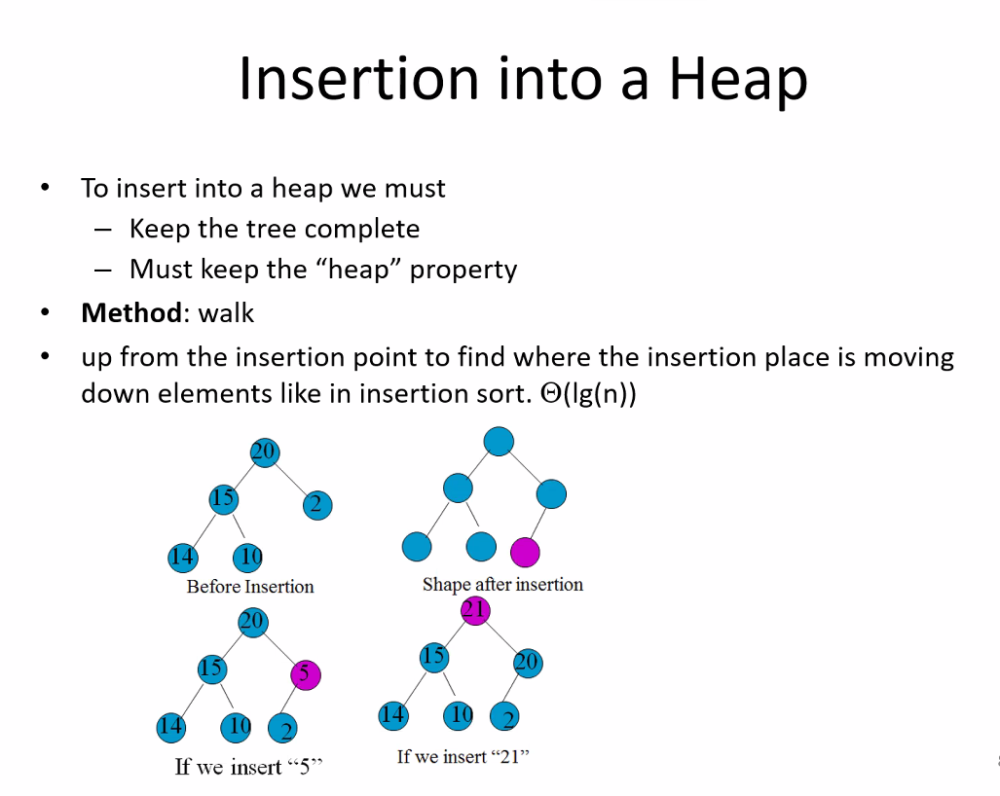 Insertion into a Heap
• To insert into a heap we must
– Keep the tree complete
– Must keep the “heap” property
• Method: walk
• up from the insertion point to find where the insertion place is moving
down elements like in insertion sort. Θ(lg(n))
20
15
2
14
10
Before Insertion
Shape after insertion
20
15
5
14
10
2
If we insert “5”
21
15
20
14
10
2
If we insert “21”